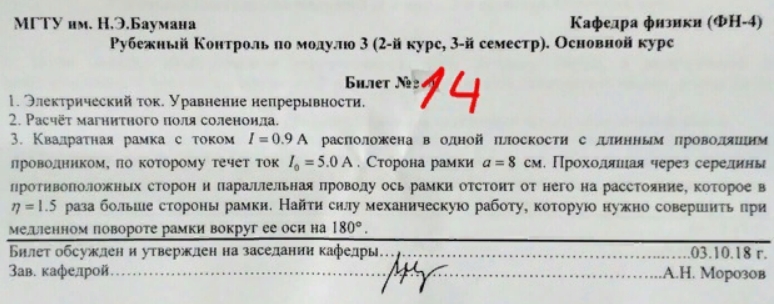 МГТУ им. Н.Э.Баумана Кафедра физики (ФН-4)
Рубежный Контроль по модулю 3 (2-й курс, 3-й семестр). Основной курс
Билет № 14
1. Электрический ток. Уравнение непрерывности.
2. Расчёт магнитного поля соленоида.
3. Квадратная рамка с током I = 0.9 А расположена в одной плоскости с длинным проводящим
проводником, по которому течет ток I₀ = 5.0 А. Сторона рамки a = 8 см. Проходящая через середины
противоположных сторон и параллельная проводу ось рамки отстоит от него на расстояние, которое в
η = 1.5 раза больше стороны рамки. Найти силу механическую работу, которую нужно совершить при
медленном повороте рамки вокруг ее оси на 180°.
Билет обсужден и утвержден на заседании кафедры.......................................................03.10.18 г.
Зав. кафедрой.......................................................А.Н. Морозов